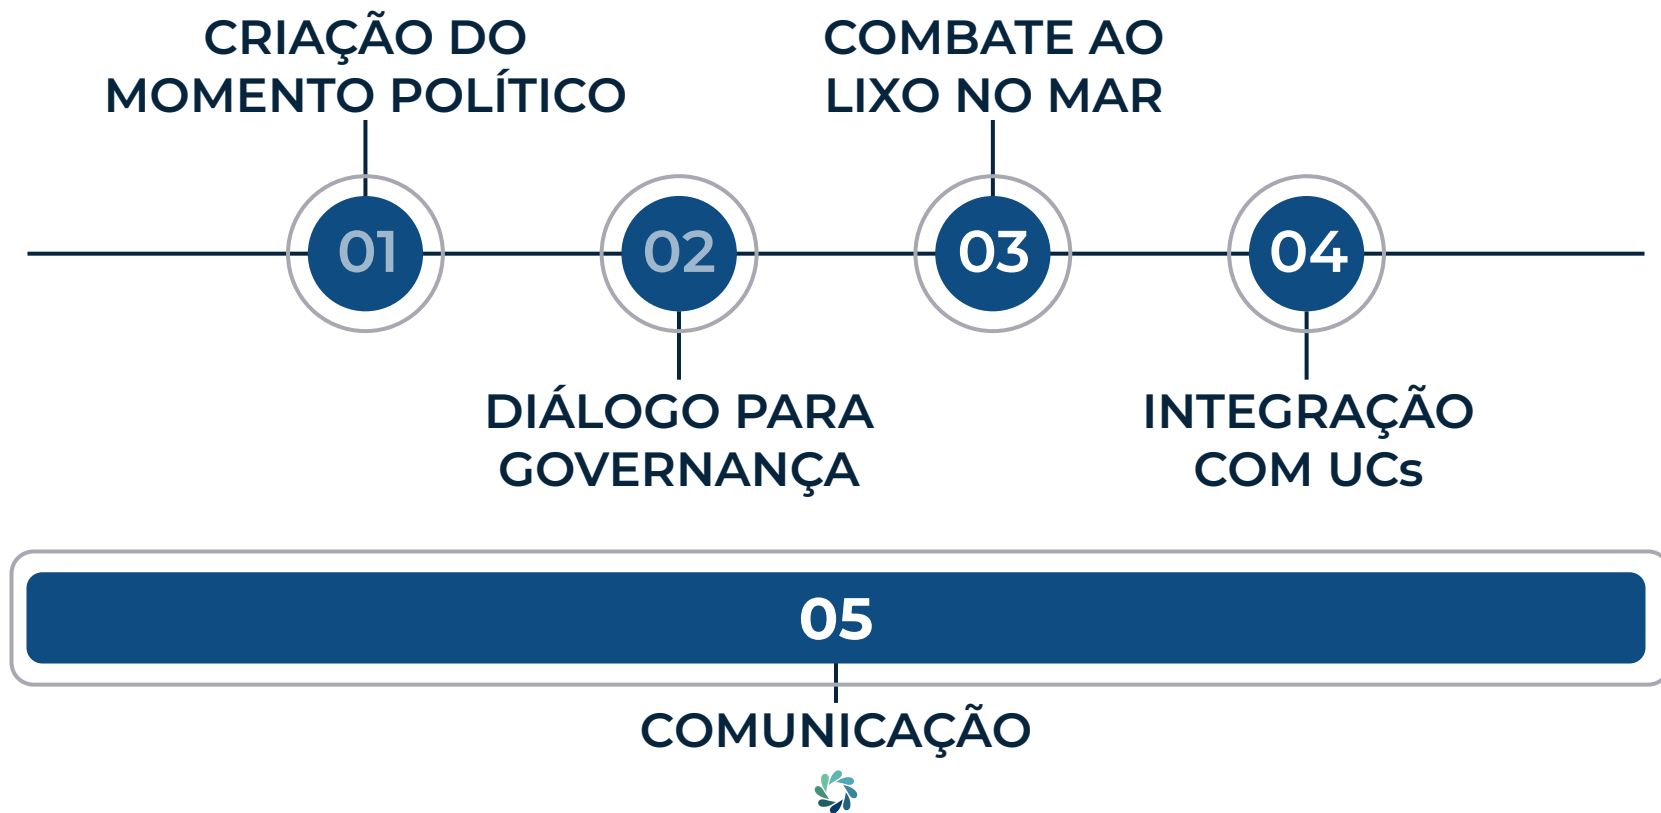 CRIAÇÃO DO
MOMENTO POLÍTICO
01
02
DIÁLOGO PARA
GOVERNANÇA
COMBATE AO
LIXO NO MAR
03
04
INTEGRAÇÃO
COM UCs
05
COMUNICAÇÃO